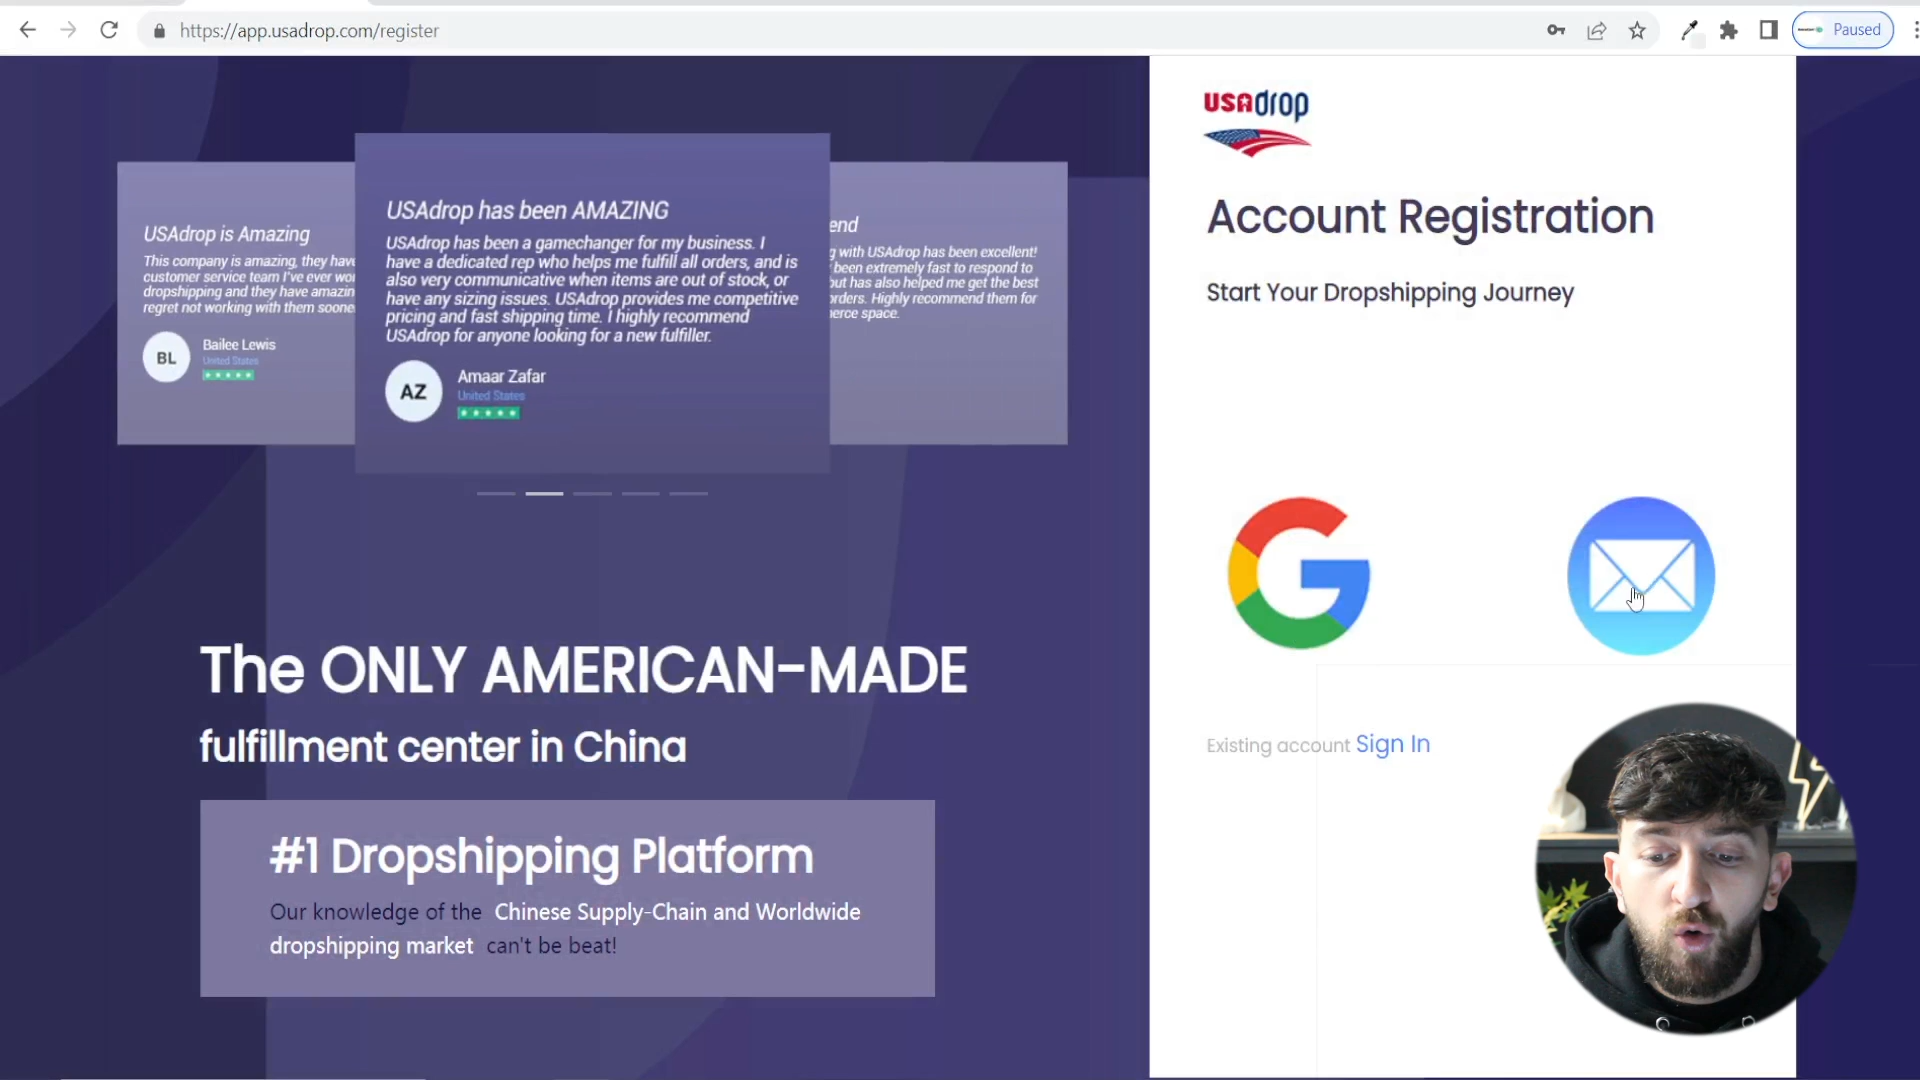 https://app.usadrop.com/register
Paused
USAdrop is Amazing
This company is amazing, they have
customer service team I've ever
dropshipping and they have
regret not working with them
BL
Bailee Lewis
United States
USAdrop has been AMAZING
USAdrop has been a gamechanger for my business. I
have a dedicated rep who helps me fulfill all orders, and is
also very communicative when items are out of stock, or
have any sizing issues. USAdrop provides me competitive
pricing and fast shipping time. I highly recommend
USAdrop for anyone looking for a new fulfiller.
AZ
Amaar Zafar
United States
with USAdrop has been excellent!
been extremely fast to respond to
but has also helped me get the best
Highly recommend them for
space.
The ONLY AMERICAN-MADE
fulfillment center in China
#1 Dropshipping Platform
Our knowledge of the Chinese Supply-Chain and Worldwide
dropshipping market can't be beat!
USAdrop
Account Registration
Start Your Dropshipping Journey
Existing account Sign In